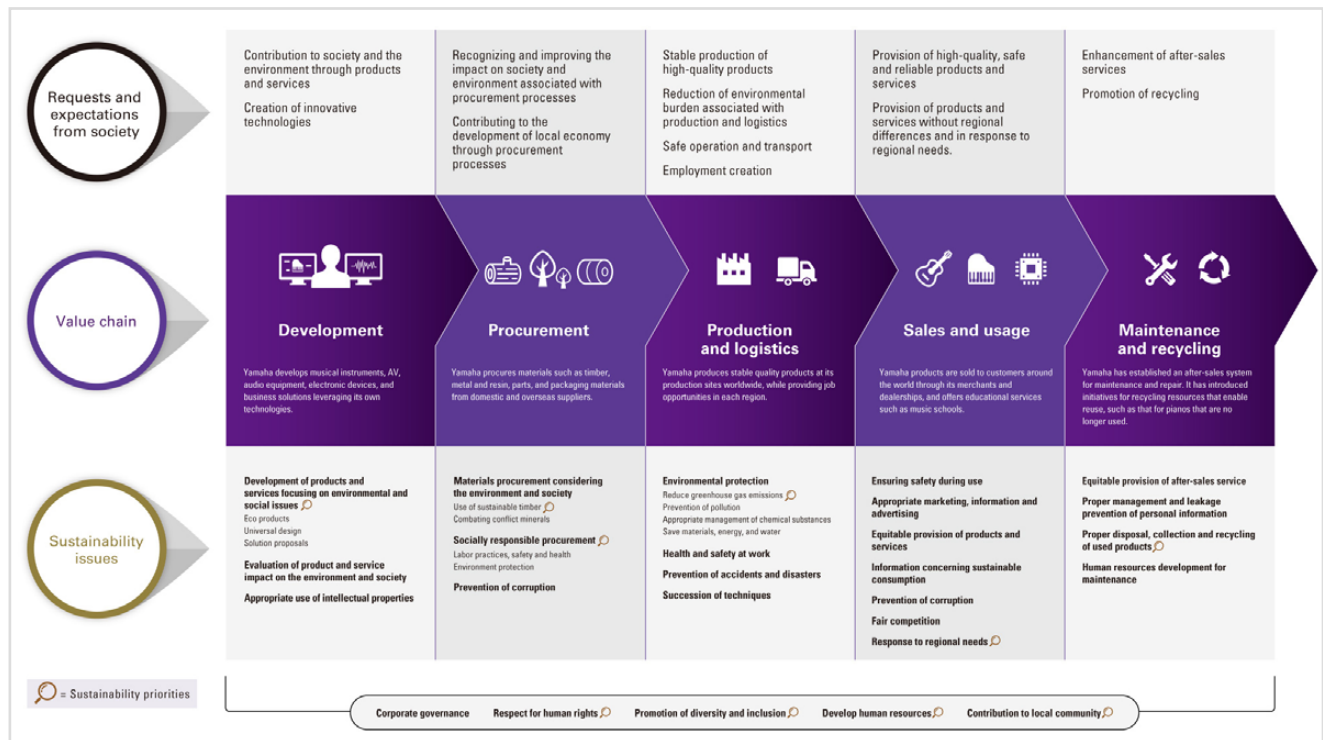 Requests and
expectations
from society
Contribution to society and the
environment through products
and services
Creation of innovative
technologies
Recognizing and improving the
impact on society and
environment associated with
procurement processes
Contributing to the
development of local economy
through procurement
processes
Stable production of
high-quality products
Reduction of environmental
burden associated with
production and logistics
Safe operation and transport
Employment creation
Provision of high-quality, safe
and reliable products and
services
Provision of products and
services without regional
differences and in response to
regional needs.
Enhancement of after-sales
services
Promotion of recycling
Value chain
Development
Yamaha develops musical instruments, AV,
audio equipment, electronic devices, and
business solutions leveraging its own
technologies.
Procurement
Yamaha procures materials such as timber,
metal and resin, parts, and packaging materials
from domestic and overseas suppliers.
Production
and logistics
Yamaha produces stable quality products at its
production sites worldwide, while providing job
opportunities in each region.
Sales and usage
Yamaha products are sold to customers around
the world through its merchants and
dealerships, and offers educational services
such as music schools.
Maintenance
and recycling
Yamaha has established an after-sales system
for maintenance and repair. It has introduced
initiatives for recycling resources that enable
reuse, such as that for pianos that are no
longer used.
Sustainability
issues
Development of products and
services focusing on environmental and
social issues
Eco products
Universal design
Solution proposals
Evaluation of product and service
impact on the environment and society
Appropriate use of intellectual properties
Materials procurement considering
the environment and society
Use of sustainable timber
Combating conflict minerals
Socially responsible procurement
Labor practices, safety and health
Environment protection
Prevention of corruption
Environmental protection
Reduce greenhouse gas emissions
Prevention of pollution
Appropriate management of chemical substances
Save materials, energy, and water
Health and safety at work
Prevention of accidents and disasters
Succession of techniques
Ensuring safety during use
Appropriate marketing, information and
advertising
Equitable provision of products and
services
Information concerning sustainable
consumption
Prevention of corruption
Fair competition
Response to regional needs
Equitable provision of after-sales service
Proper management and leakage
prevention of personal information
Proper disposal, collection and recycling
of used products
Human resources development for
maintenance
= Sustainability priorities
Corporate governance Respect for human rights Promotion of diversity and inclusion Develop human resources Contribution to local community